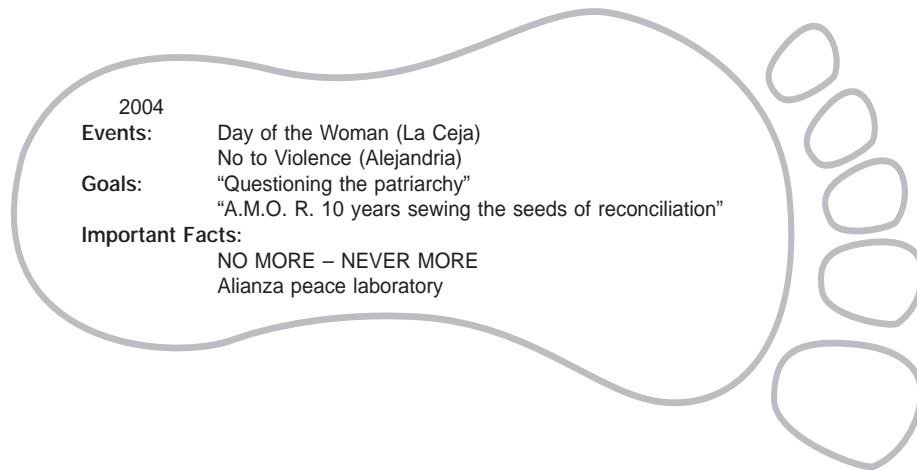 2004
Events: Day of the Woman (La Ceja)
No to Violence (Alejandria)
Goals: “Questioning the patriarchy”
“A.M.O. R. 10 years sewing the seeds of reconciliation”
Important Facts:
NO MORE – NEVER MORE
Alianza peace laboratory